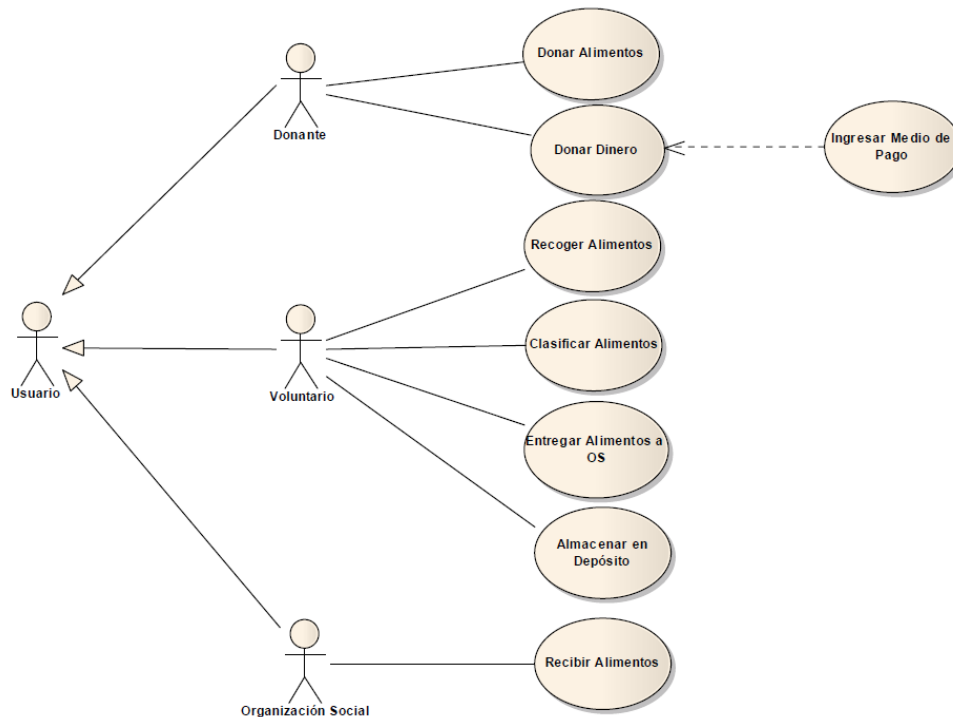 Donar Alimentos
Donante
Donar Dinero
Ingresar Medio de
Pago
Recoger Alimentos
Usuario
Voluntario
Clasificar Alimentos
Entregar Alimentos a
OS
Almacenar en
Depósito
Organización Social
Recibir Alimentos